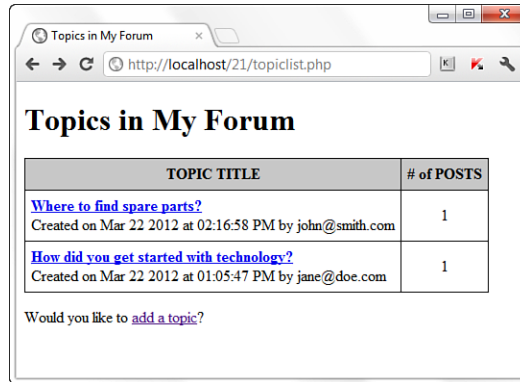 Topics in My Forum
http://localhost/21/topiclist.php
Topics in My Forum
TOPIC TITLE # of POSTS
Where to find spare parts?
Created on Mar 22 2012 at 02:16:58 PM by john@smith.com 1
How did you get started with technology?
Created on Mar 22 2012 at 01:05:47 PM by jane@doe.com 1
Would you like to add a topic?